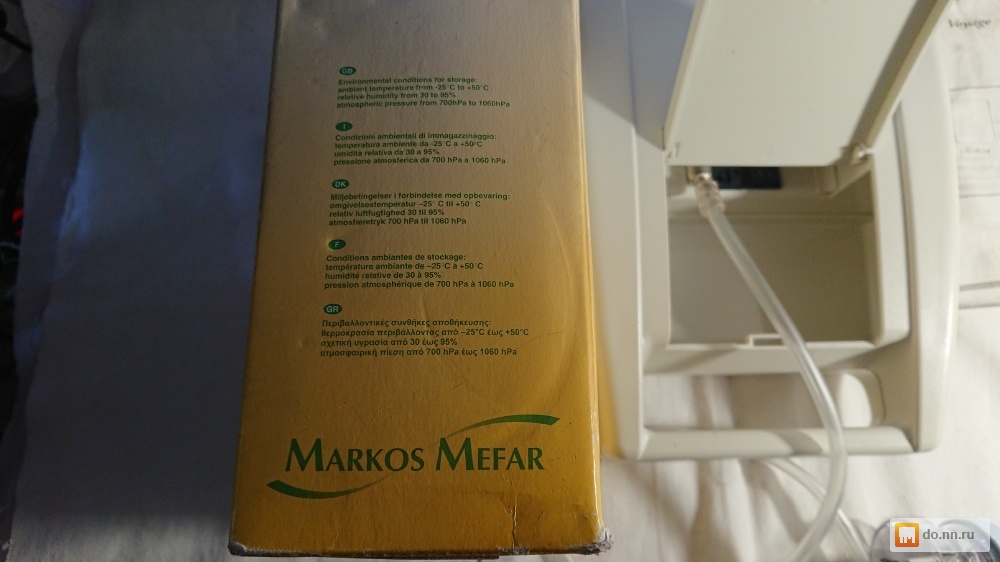 GB
Environmental conditions for storage:
ambient temperature from -25°C to +50°C
relative humidity from 30 to 95%
atmospheric pressure from 700hPa to 1060hPa
I
Condizioni ambientali di immagazzinaggio:
temperatura ambiente da -25°C a +50°C
umidità relativa da 30 a 95%
pressione atmosferica da 700 hPa a 1060 hPa
DK
Miljøbetingelser i forbindelse med opbevaring:
omgivelsestemperatur –25° C til +50° C
relativ luftfugtighed 30 til 95%
atmosfæretryk 700 hPa til 1060 hPa
F
Conditions ambiantes de stockage:
température ambiante de –25°C à +50°C
humidité relative de 30 à 95%
pression atmosphérique de 700 hPa à 1060 hPa
GR
Περιβαλλοντικές συνθήκες αποθήκευσης:
θερμοκρασία περιβάλλοντος από –25°C έως +50°C
σχετική υγρασία από 30 έως 95%
ατμοσφαιρική πίεση από 700 hPa έως 1060 hPa
MARKOS MEFAR
Voyage
do.nn.ru